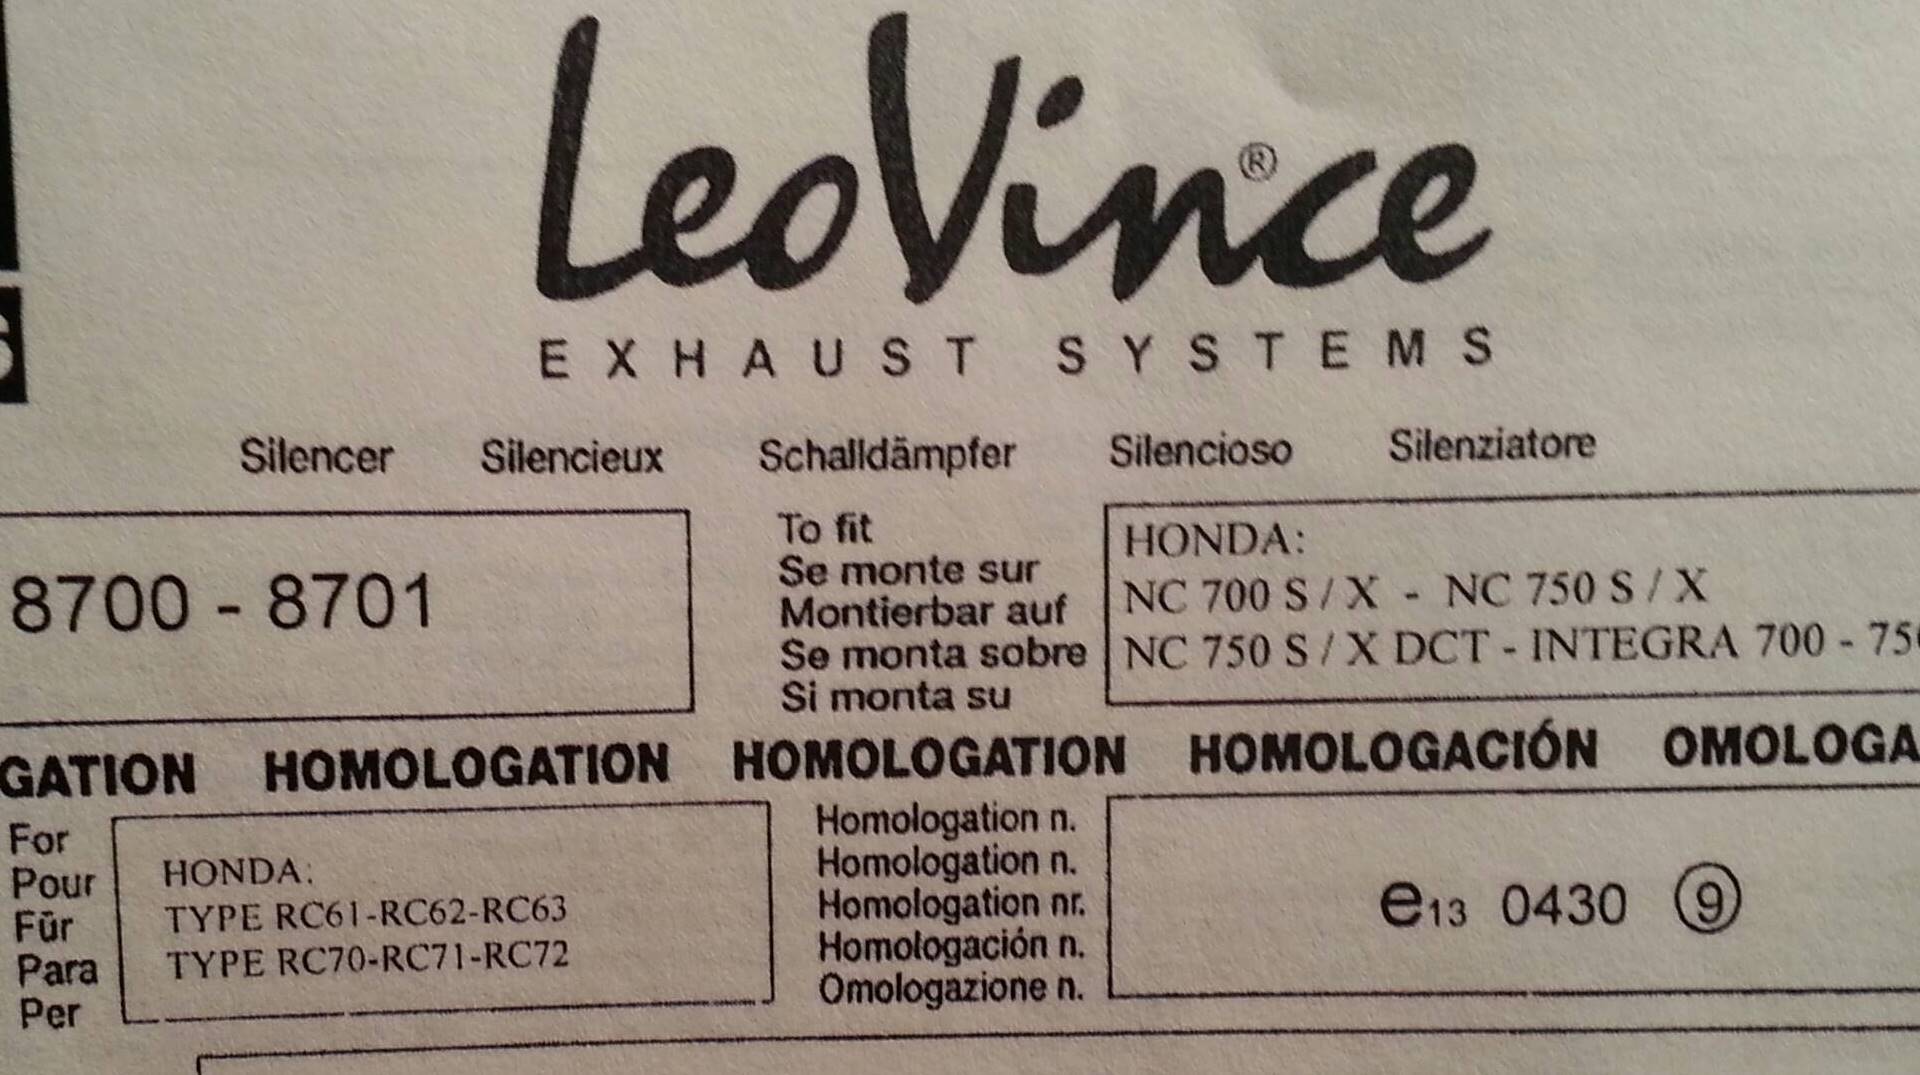 LeoVince®
EXHAUST SYSTEMS
Silencer Silencieux Schalldämpfer Silencioso Silenziatore
8700 - 8701
To fit
Se monte sur
Montierbar auf
Se monta sobre
Si monta su
HONDA:
NC 700 S / X - NC 750 S / X
NC 750 S / X DCT - INTEGRA 700 - 750
GATION HOMOLOGATION HOMOLOGATION HOMOLOGACIÓN OMOLOGA
For
Pour
Für
Para
Per
HONDA:
TYPE RC61-RC62-RC63
TYPE RC70-RC71-RC72
Homologation n.
Homologation n.
Homologation nr.
Homologación n.
Omologazione n.
e13 0430 9